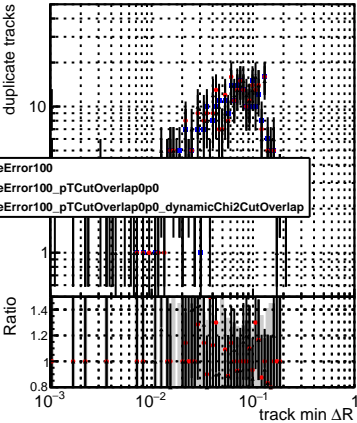 duplicate tracks
10
eError100
eError100_pTCutOverlap0p0
eError100_pTCutOverlap0p0_dynamicChi2CutOverlap
1
Ratio
1.4
1.2
1
0.8
10⁻³ 10⁻² 10⁻¹ 1
track min ΔR